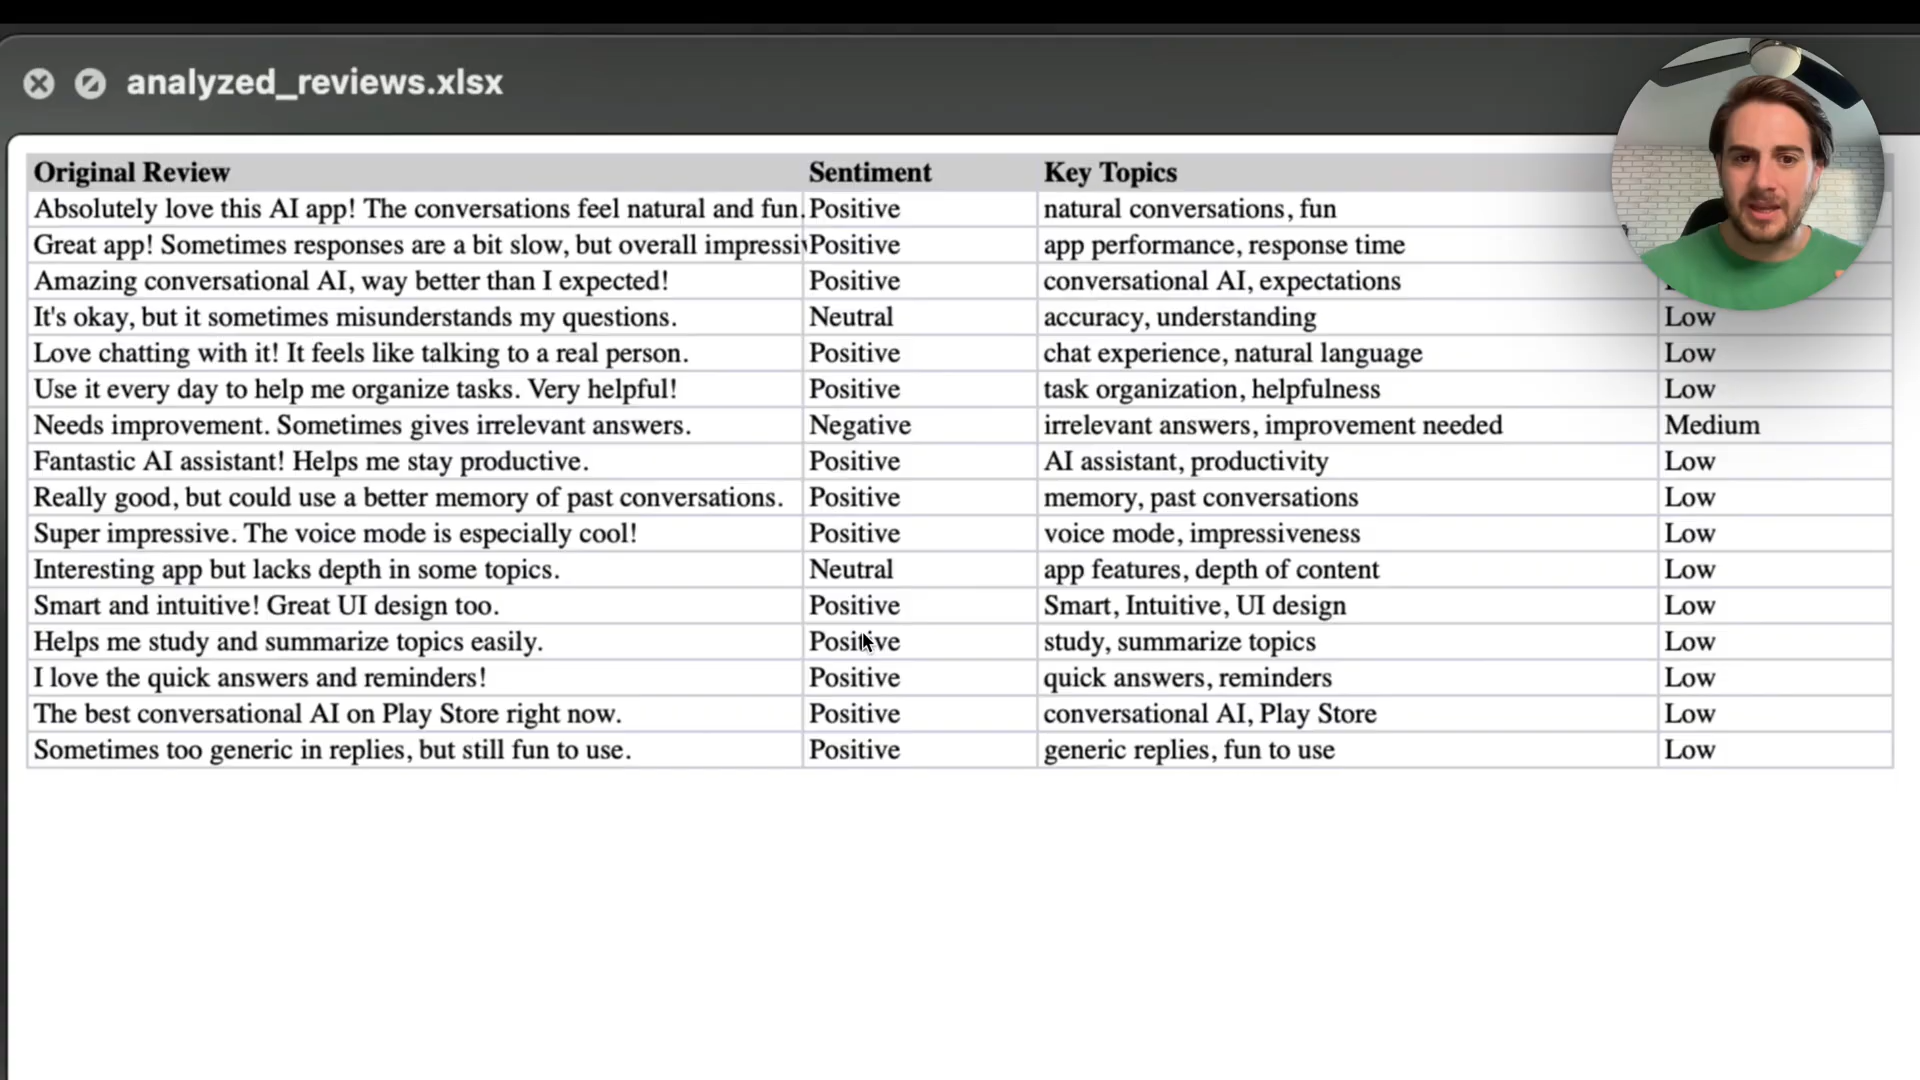 analyzed_reviews.xlsx
Original Review Sentiment Key Topics
Absolutely love this AI app! The conversations feel natural and fun. Positive natural conversations, fun
Great app! Sometimes responses are a bit slow, but overall Positive app performance, response time
Amazing conversational AI, way better than I expected! Positive conversational AI, expectations
It's okay, but it sometimes misunderstands my questions. Neutral accuracy, understanding Low
Love chatting with it! It feels like talking to a real person. Positive chat experience, natural language Low
Use it every day to help me organize tasks. Very helpful! Positive task organization, helpfulness Low
Needs improvement. Sometimes gives irrelevant answers. Negative irrelevant answers, improvement needed Medium
Fantastic AI assistant! Helps me stay productive. Positive AI assistant, productivity Low
Really good, but could use a better memory of past conversations. Positive memory, past conversations Low
Super impressive. The voice mode is especially cool! Positive voice mode, impressiveness Low
Interesting app but lacks depth in some topics. Neutral app features, depth of content Low
Smart and intuitive! Great UI design too. Positive Smart, Intuitive, UI design Low
Helps me study and summarize topics easily. Positive study, summarize topics Low
I love the quick answers and reminders! Positive quick answers, reminders Low
The best conversational AI on Play Store right now. Positive conversational AI, Play Store Low
Sometimes too generic in replies, but still fun to use. Positive generic replies, fun to use Low